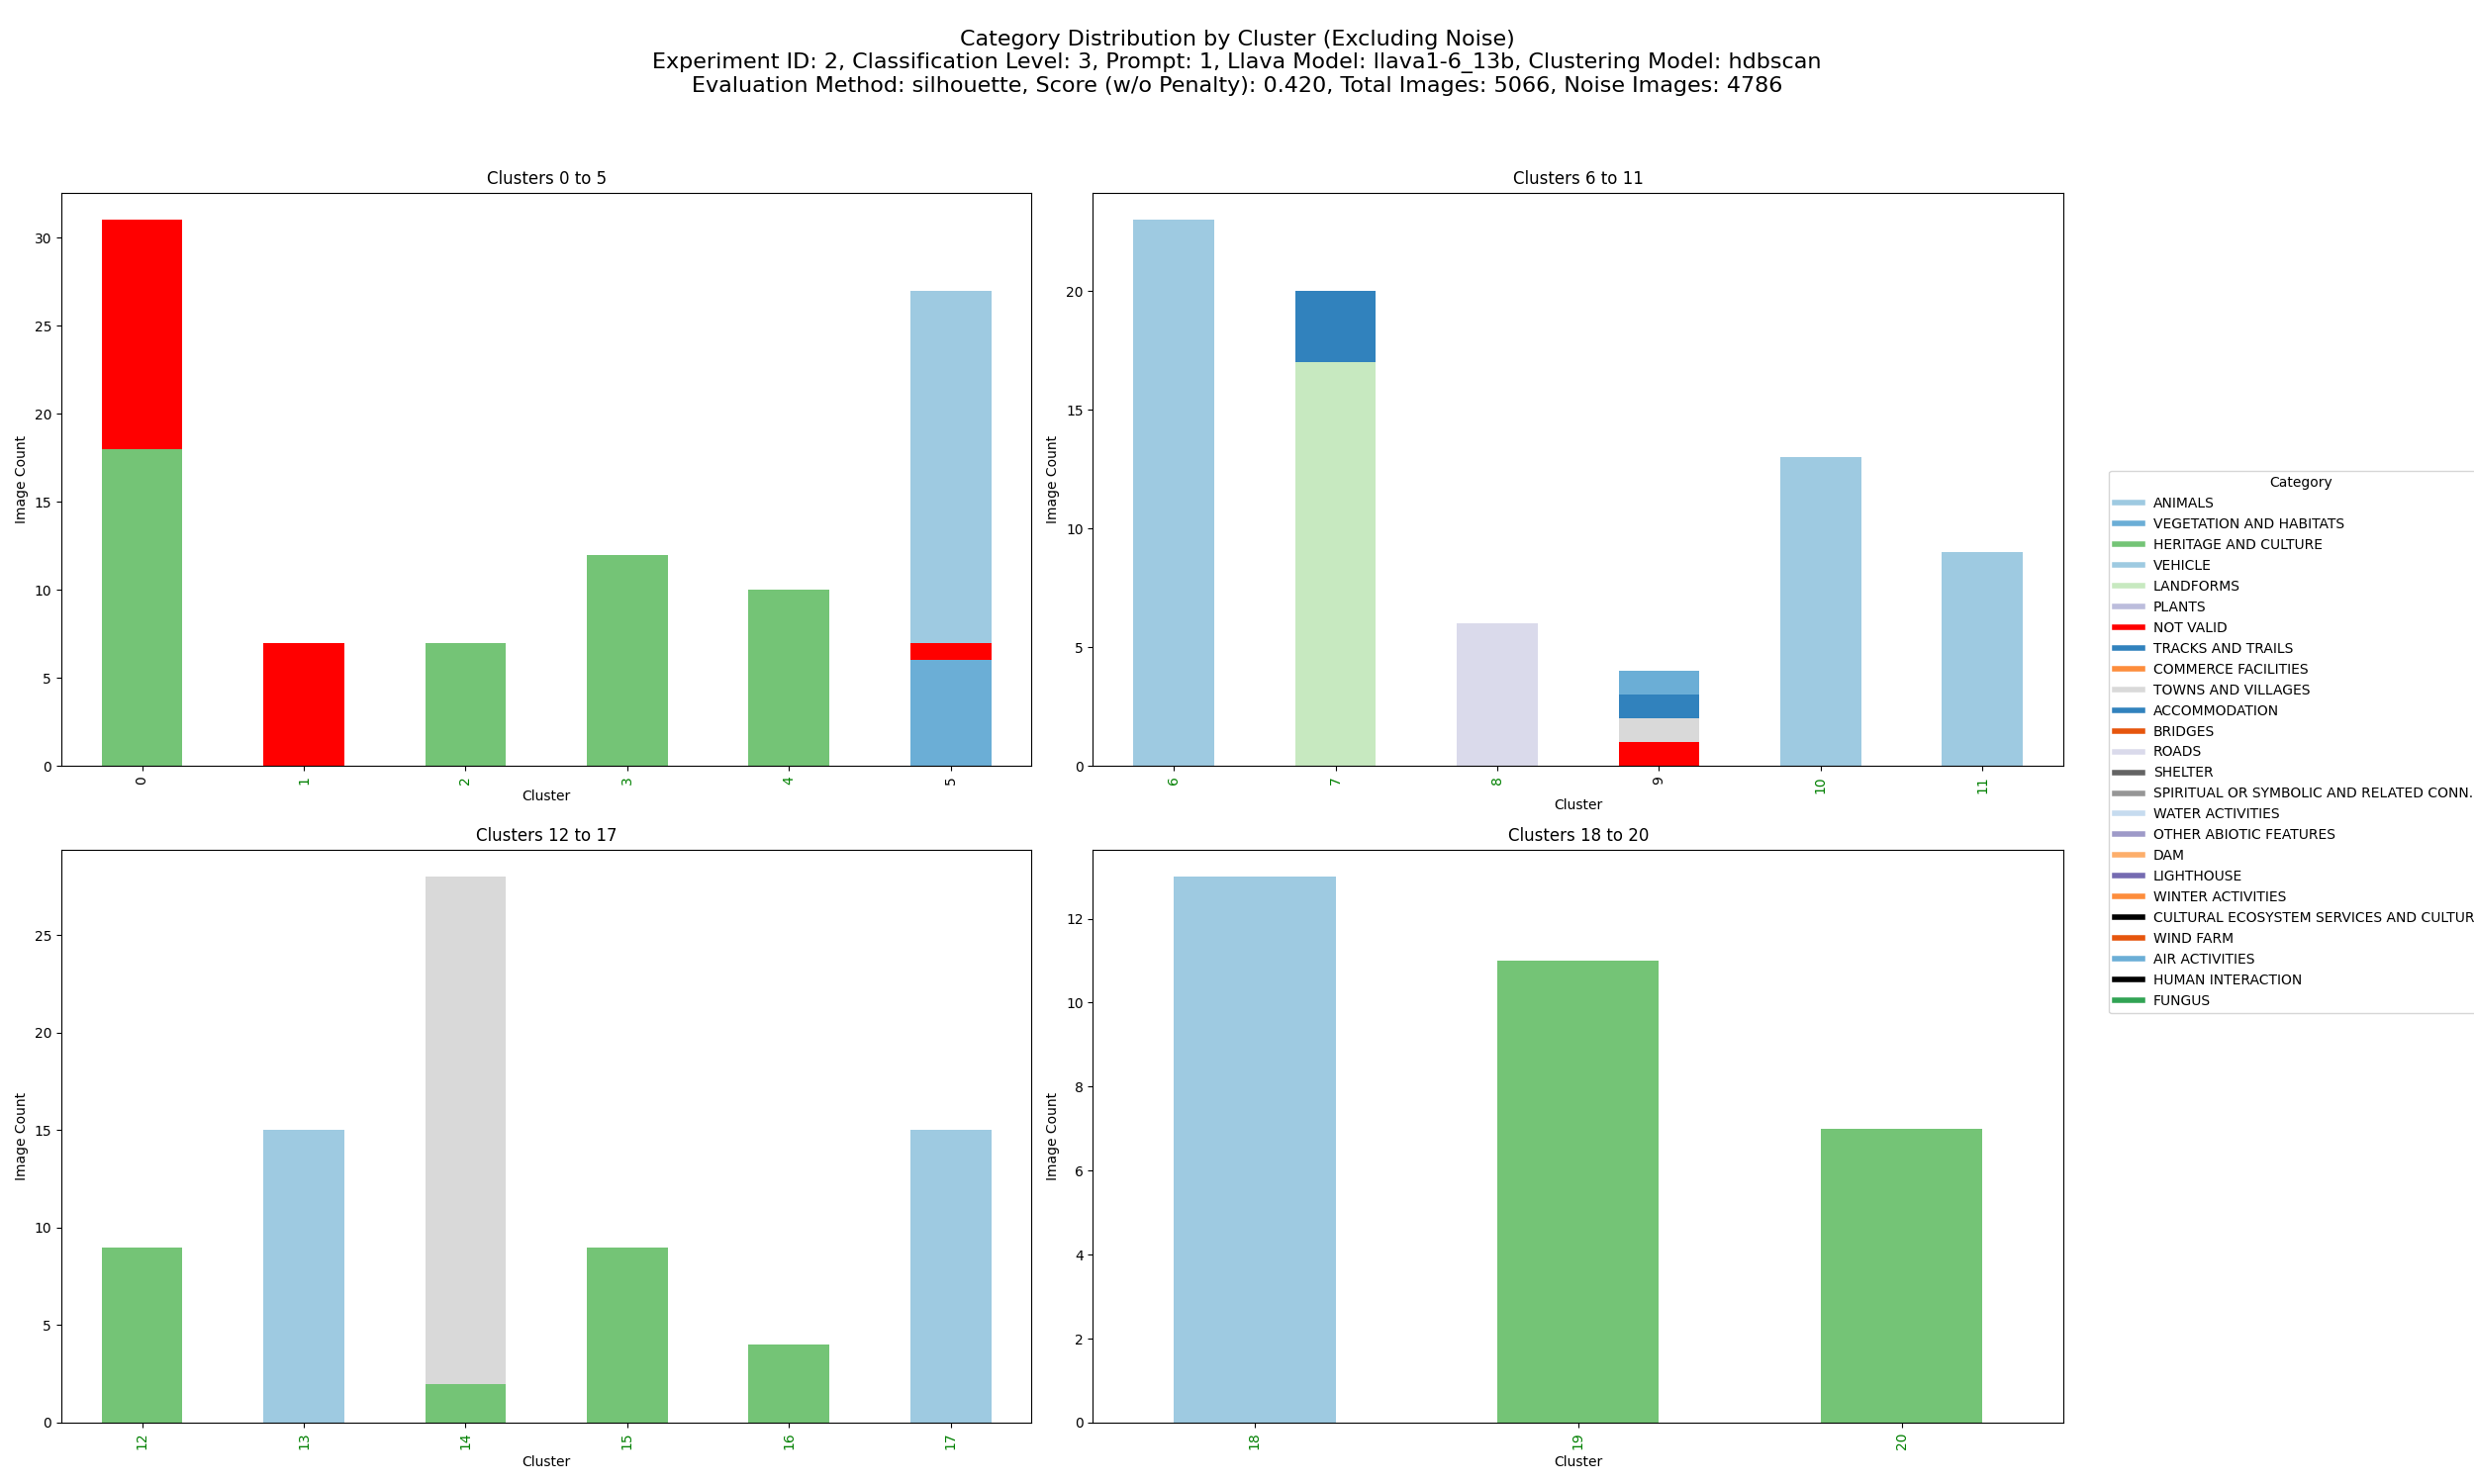 Category Distribution by Cluster (Excluding Noise)
Experiment ID: 2, Classification Level: 3, Prompt: 1, Llava Model: llava1-6_13b, Clustering Model: hdbscan
Evaluation Method: silhouette, Score (w/o Penalty): 0.420, Total Images: 5066, Noise Images: 4786
Clusters 0 to 5
30
25
20
15
10
5
0
Image Count
0 1 2 3 4 5
Cluster
Clusters 6 to 11
20
15
10
5
0
Image Count
6 7 8 9 10 11
Cluster
Clusters 12 to 17
25
20
15
10
5
0
Image Count
12 13 14 15 16 17
Cluster
Clusters 18 to 20
12
10
8
6
4
2
0
Image Count
18 19 20
Cluster
Category
ANIMALS
VEGETATION AND HABITATS
HERITAGE AND CULTURE
VEHICLE
LANDFORMS
PLANTS
NOT VALID
TRACKS AND TRAILS
COMMERCE FACILITIES
TOWNS AND VILLAGES
ACCOMMODATION
BRIDGES
ROADS
SHELTER
SPIRITUAL OR SYMBOLIC AND RELATED CONN.
WATER ACTIVITIES
OTHER ABIOTIC FEATURES
DAM
LIGHTHOUSE
WINTER ACTIVITIES
CULTURAL ECOSYSTEM SERVICES AND CULTUR
WIND FARM
AIR ACTIVITIES
HUMAN INTERACTION
FUNGUS